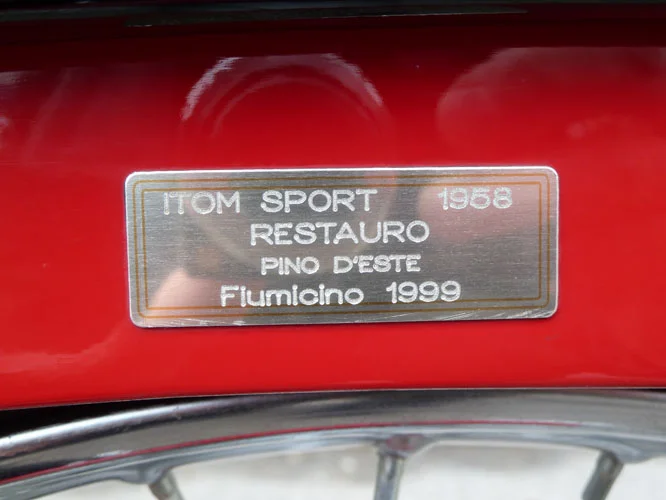 ITOM SPORT 1958
RESTAURO
PINO D'ESTE
Fiumicino 1999